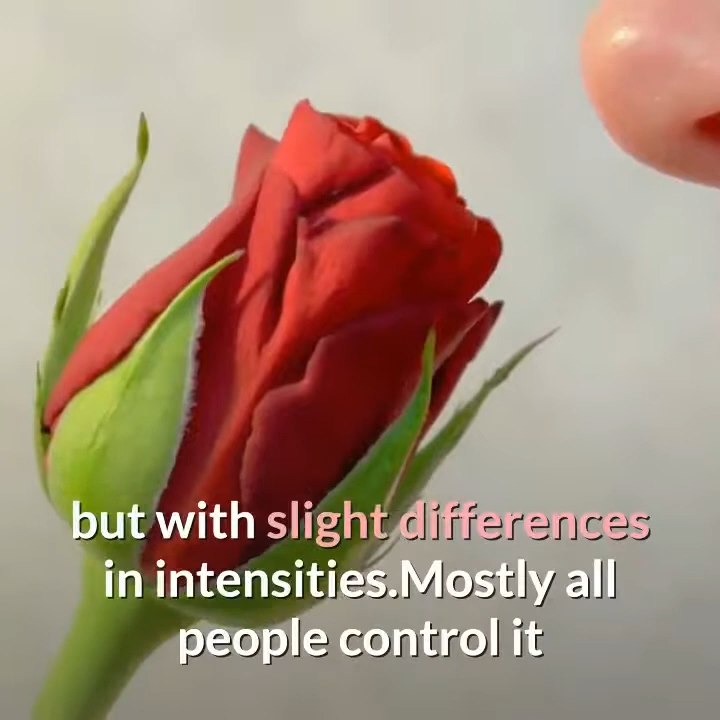 but with slight differences
in intensities.Mostly all
people control it